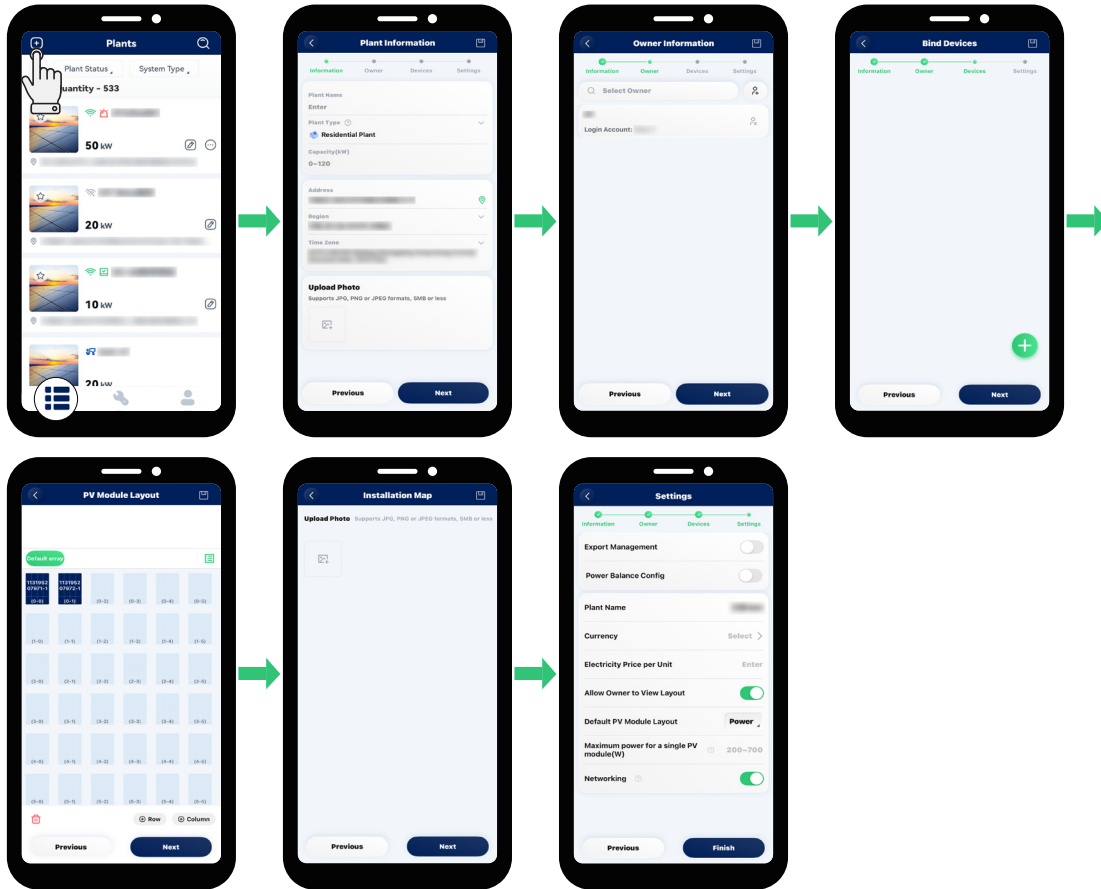 Plants
Plant Status
System Type
uantity - 533
50 kW
20 kW
10 kW
20 kW
Plant Information
Information
Owner
Devices
Settings
Plant Name
Enter
Plant Type
Residential Plant
Capacity(kW)
0~120
Address
Region
Time Zone
Upload Photo
Supports JPG, PNG or JPEG formats, 5MB or less
Previous
Next
Owner Information
Information
Owner
Devices
Settings
Select Owner
Login Account:
Previous
Next
Bind Devices
Information
Owner
Devices
Settings
Previous
Next
PV Module Layout
Default array
1131952 1131952
07971-1 07972-1
(0-0) (0-1) (0-2) (0-3) (0-4) (0-5)
(1-0) (1-1) (1-2) (1-3) (1-4) (1-5)
(2-0) (2-1) (2-2) (2-3) (2-4) (2-5)
(3-0) (3-1) (3-2) (3-3) (3-4) (3-5)
(4-0) (4-1) (4-2) (4-3) (4-4) (4-5)
(5-0) (5-1) (5-2) (5-3) (5-4) (5-5)
Row
Column
Previous
Next
Installation Map
Upload Photo Supports JPG, PNG or JPEG formats, 5MB or less
Previous
Next
Settings
Information
Owner
Devices
Settings
Export Management
Power Balance Config
Plant Name
Currency Select
Electricity Price per Unit Enter
Allow Owner to View Layout
Default PV Module Layout Power
Maximum power for a single PV
module(W) 200~700
Networking
Previous
Finish